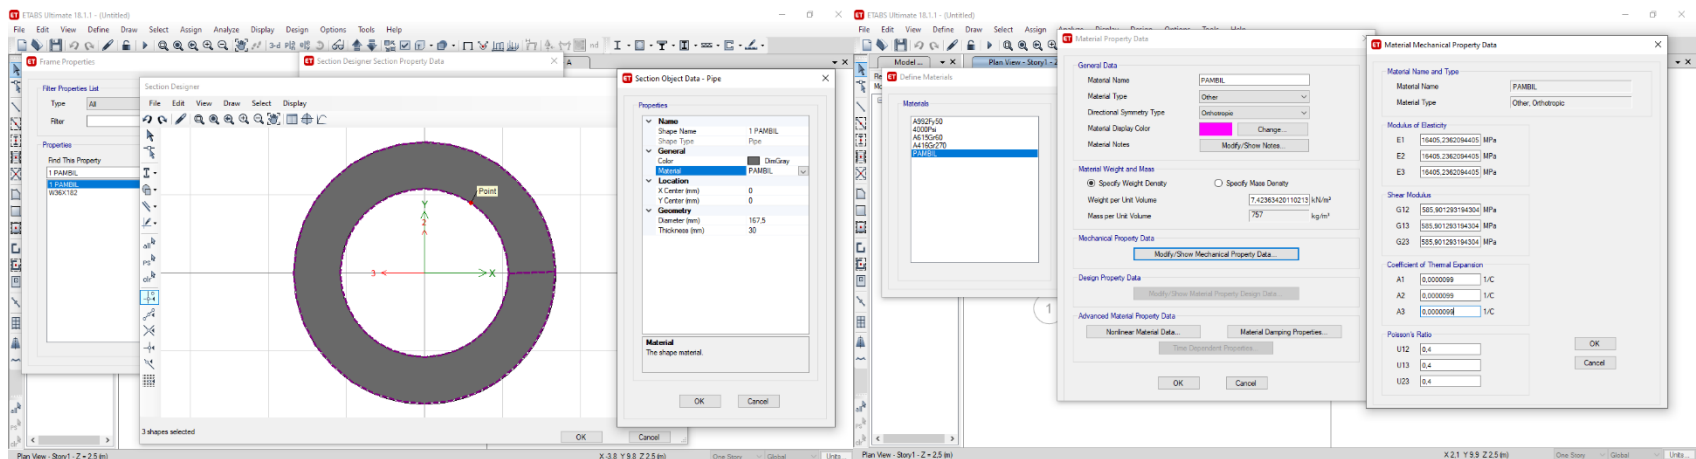 ETABS Ultimate 18.1.1 - (Untitled)
File Edit View Define Draw Select Assign Analyze Display Design Options Tools Help
Frame Properties
Filter Properties List
Type All
Filter
Properties
Find This Property
1 PAMBIL
1 PAMBIL
W36X182
Section Designer Section Property Data
Section Designer
File Edit View Draw Select Display
Point
Y
2
3
X
3 shapes selected
OK Cancel
Section Object Data - Pipe
Properties
Name
Shape Name 1 PAMBIL
Shape Type Pipe
General
Color DimGray
Material PAMBIL
Location
X Center (mm) 0
Y Center (mm) 0
Geometry
Diameter (mm) 167,5
Thickness (mm) 30
Material
The shape material.
OK Cancel
Plan View - Story1 - Z = 2.5 (m)
X -3.8 Y 9.8 Z 2.5 (m)
One Story Global Units...
ETABS Ultimate 18.1.1 - (Untitled)
File Edit View Define Draw Select Assign Analyze Display Design Options Tools Help
Model ...
Plan View - Story1 - Z
Define Materials
Materials
A992Fy50
4000Psi
A615Gr60
A416Gr270
PAMBIL
1
Material Property Data
General Data
Material Name PAMBIL
Material Type Other
Directional Symmetry Type Orthotropic
Material Display Color Change...
Material Notes Modify/Show Notes...
Material Weight and Mass
Specify Weight Density Specify Mass Density
Weight per Unit Volume 7,42363420110213 kN/m³
Mass per Unit Volume 757 kg/m³
Mechanical Property Data
Modify/Show Mechanical Property Data...
Design Property Data
Modify/Show Material Property Design Data...
Advanced Material Property Data
Nonlinear Material Data... Material Damping Properties...
Time Dependent Properties...
OK Cancel
Material Mechanical Property Data
Material Name and Type
Material Name PAMBIL
Material Type Other, Orthotropic
Modulus of Elasticity
E1 16405,2362094405 MPa
E2 16405,2362094405 MPa
E3 16405,2362094405 MPa
Shear Modulus
G12 585,901293194304 MPa
G13 585,901293194304 MPa
G23 585,901293194304 MPa
Coefficient of Thermal Expansion
A1 0,0000099 1/C
A2 0,0000099 1/C
A3 0,0000099 1/C
Poisson's Ratio
U12 0,4
U13 0,4
U23 0,4
OK
Cancel
Plan View - Story1 - Z = 2.5 (m)
X 2.1 Y 9.9 Z 2.5 (m)
One Story Global Units...